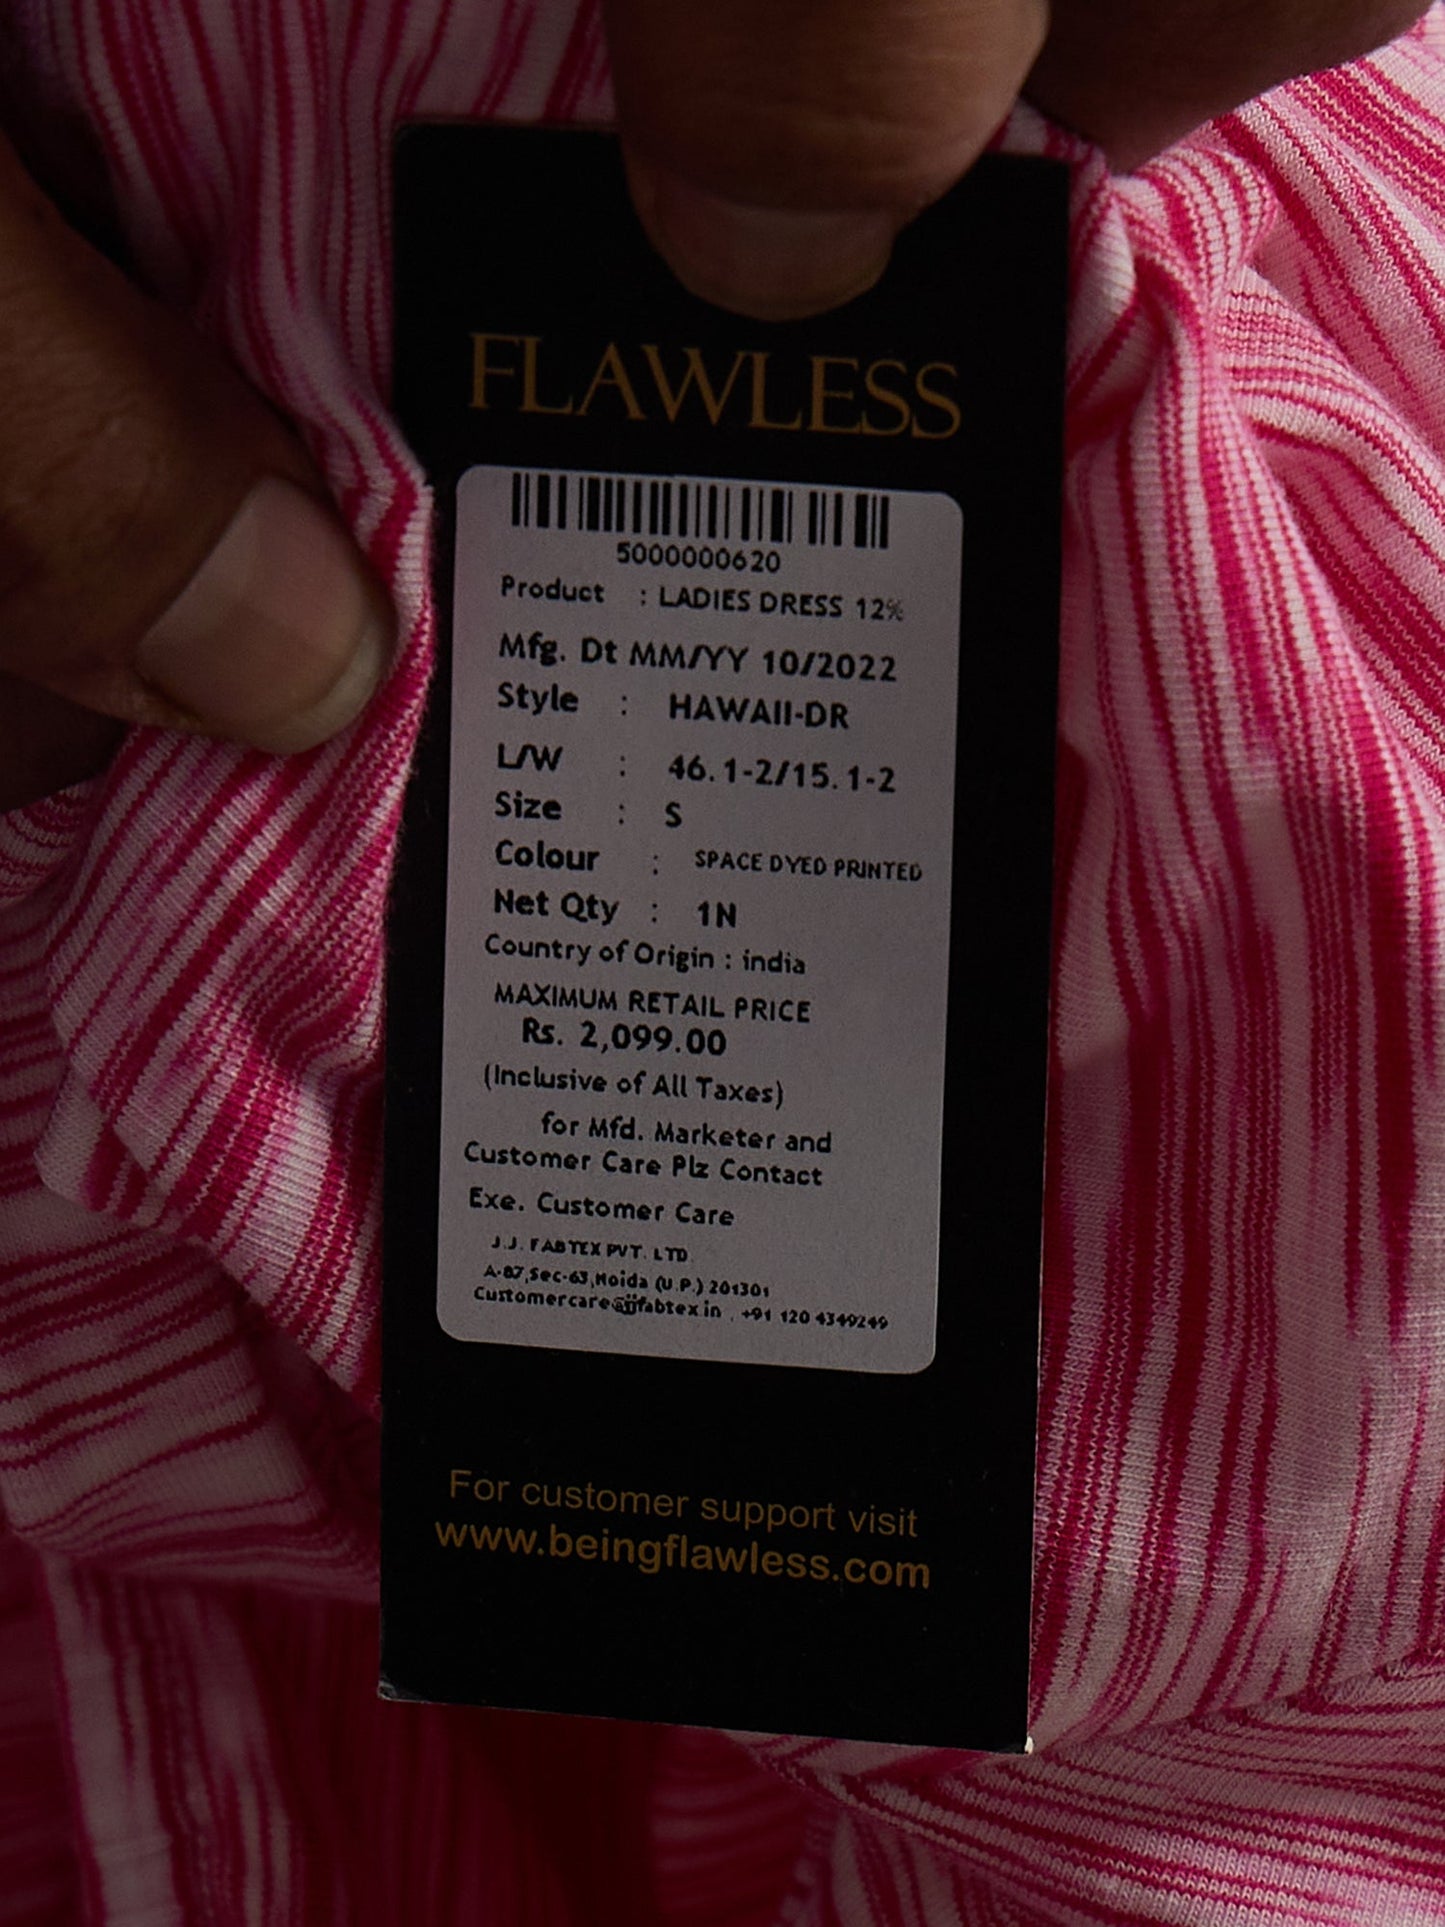 FLAWLESS
5000000620
Product : LADIES DRESS 12%
Mfg. Dt MM/YY 10/2022
Style : HAWAII-DR
L/W : 46.1-2/15.1-2
Size : S
Colour : SPACE DYED PRINTED
Net Qty : 1N
Country of Origin : india
MAXIMUM RETAIL PRICE
Rs. 2,099.00
(Inclusive of All Taxes)
for Mfd. Marketer and
Customer Care Plz Contact
Exe. Customer Care
J.J. FABTEX PVT. LTD.
A-87,Sec-63,Noida (U.P.) 201301
Customercare@jjfabtex.in , +91 120 4349249
For customer support visit
www.beingflawless.com